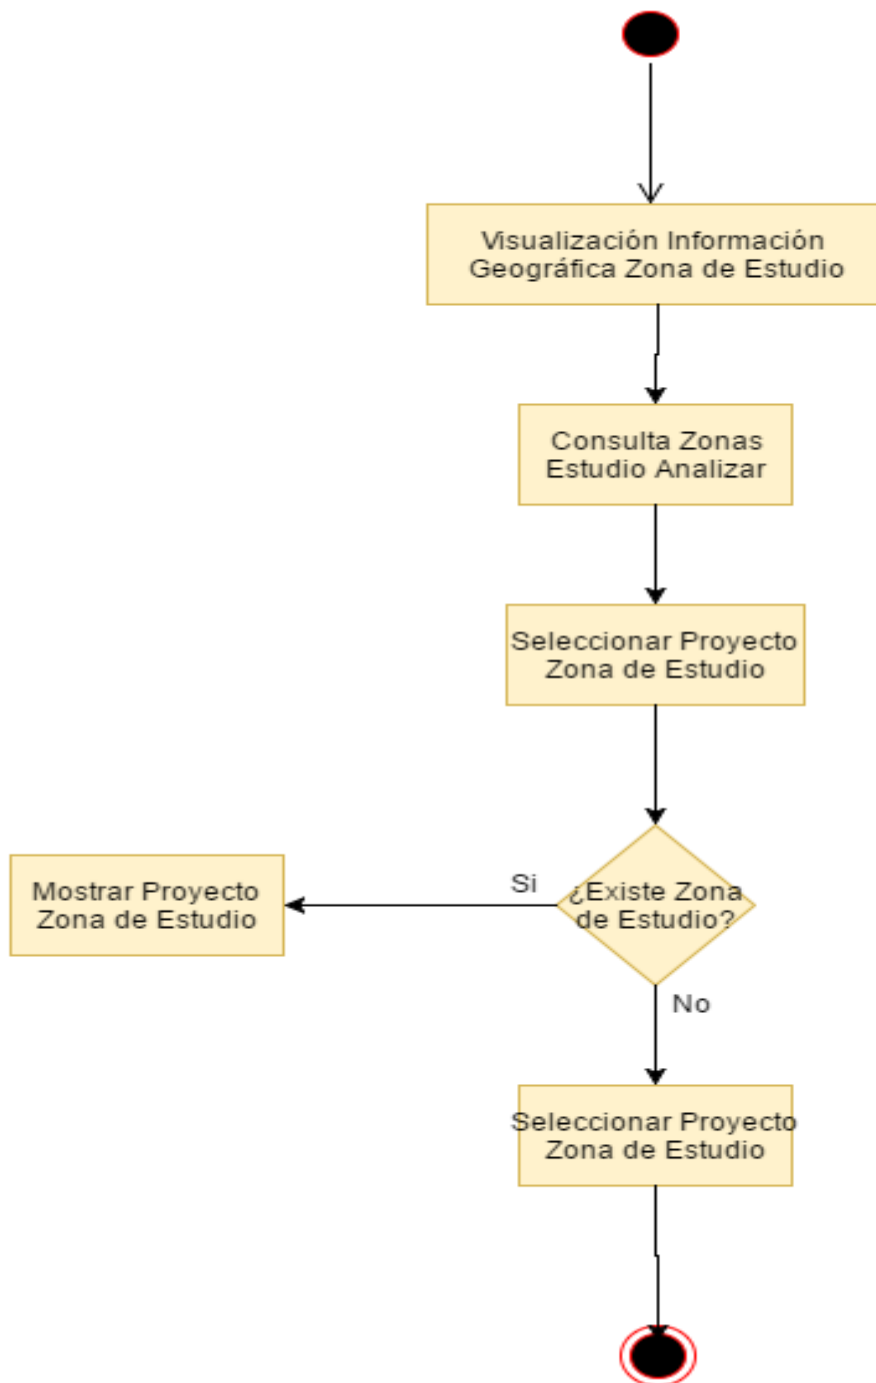 Visualización Información
Geográfica Zona de Estudio
Consulta Zonas
Estudio Analizar
Seleccionar Proyecto
Zona de Estudio
¿Existe Zona
de Estudio?
Si
Mostrar Proyecto
Zona de Estudio
No
Seleccionar Proyecto
Zona de Estudio